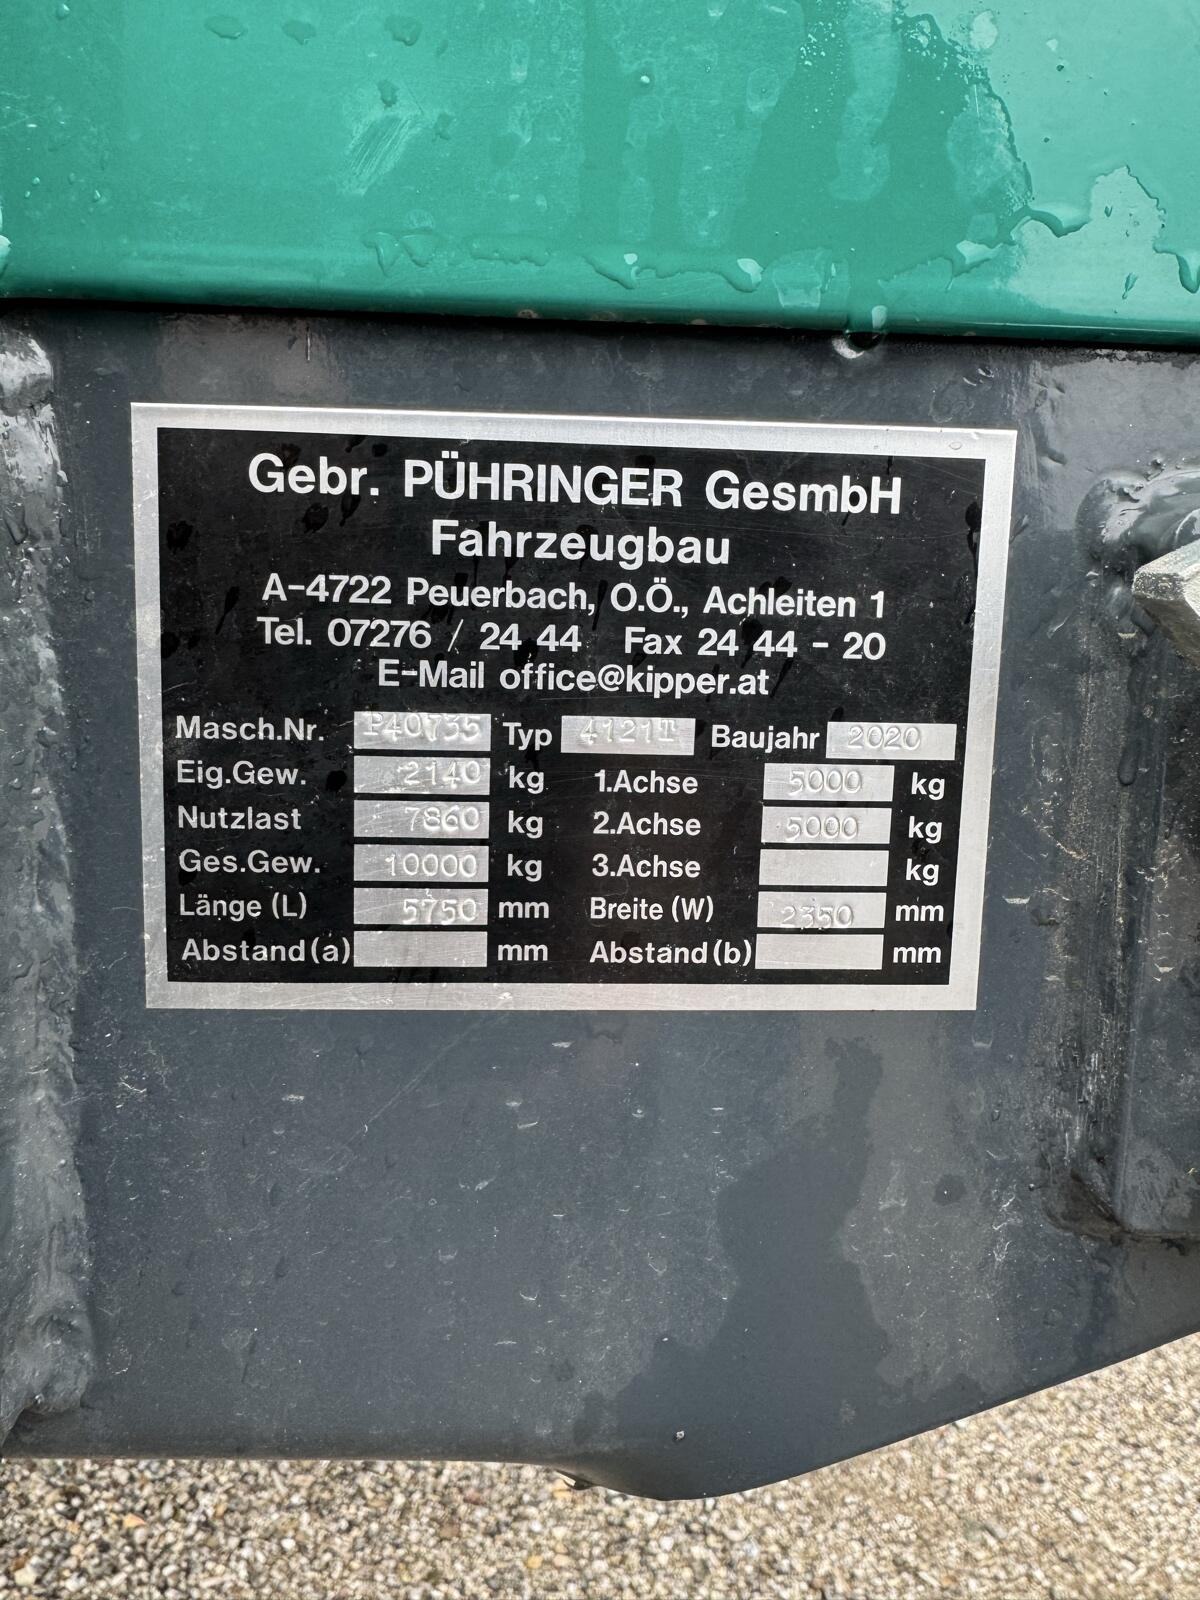 Gebr. PÜHRINGER GesmbH
Fahrzeugbau
A-4722 Peuerbach, O.Ö., Achleiten 1
Tel. 07276 / 24 44 Fax 24 44 - 20
E-Mail office@kipper.at
Masch.Nr. P40735 Typ 4121T Baujahr 2020
Eig.Gew. 2140 kg 1.Achse 5000 kg
Nutzlast 7860 kg 2.Achse 5000 kg
Ges.Gew. 10000 kg 3.Achse kg
Länge (L) 5750 mm Breite (W) 2350 mm
Abstand (a) mm Abstand (b) mm